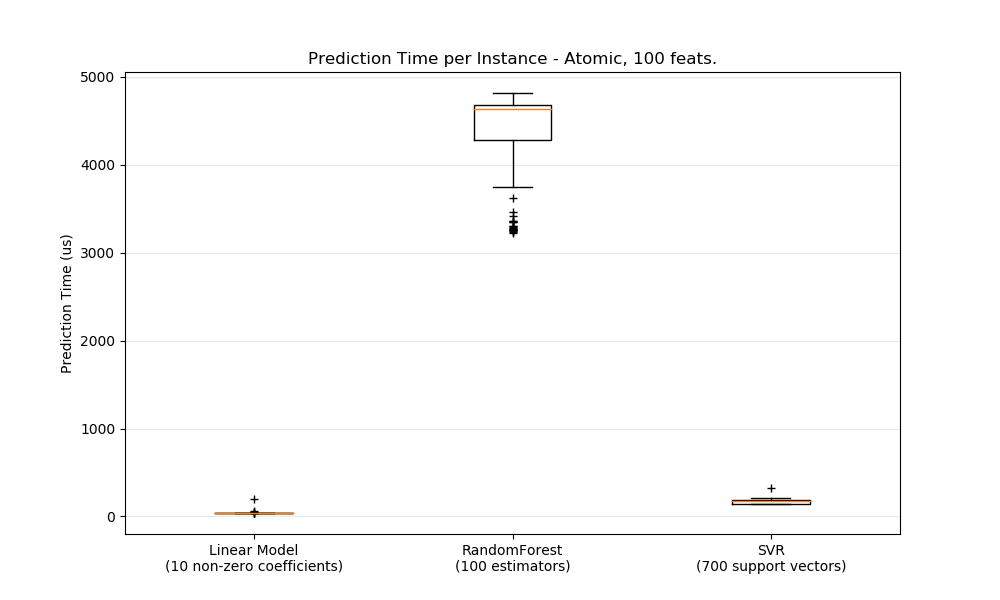 Prediction Time per Instance - Atomic, 100 feats.
Prediction Time (us)
5000
4000
3000
2000
1000
0
Linear Model
(10 non-zero coefficients)
RandomForest
(100 estimators)
SVR
(700 support vectors)